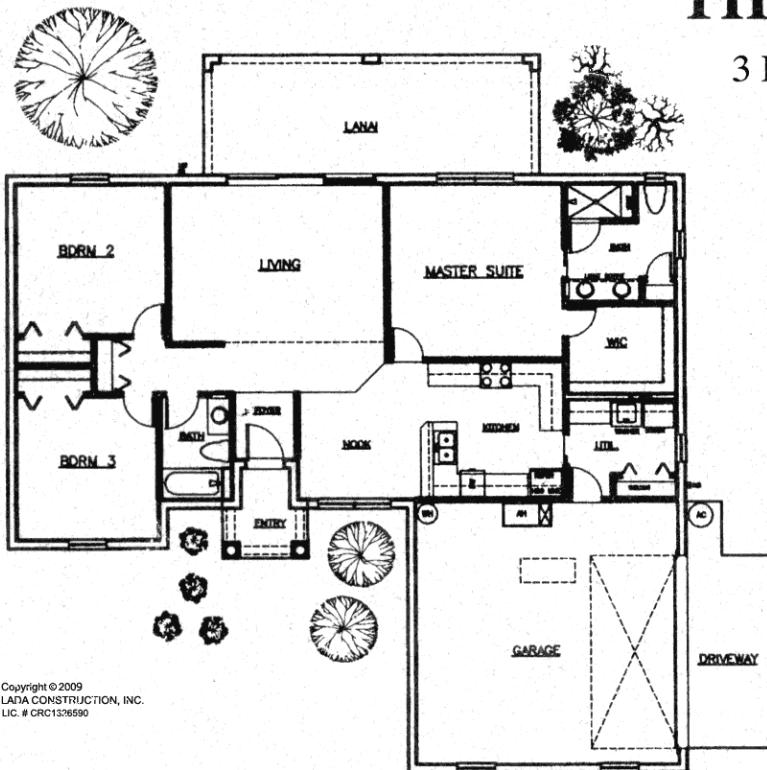 3
LANAI
BDRM 2
LIVING
MASTER SUITE
BATH
WIC
FOYER
BATH
KITCHEN
NOOK
UTIL
BDRM 3
ENTRY
WH
AH
AC
GARAGE
DRIVEWAY
Copyright © 2009
LADA CONSTRUCTION, INC.
LIC. # CRC1326590